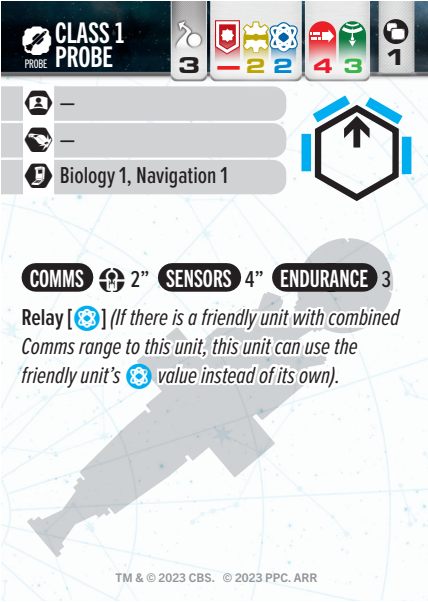 CLASS 1
PROBE
PROBE
3 — 2 2 4 3 1
—
—
Biology 1, Navigation 1
COMMS 2” SENSORS 4” ENDURANCE 3
Relay [ ] (If there is a friendly unit with combined
Comms range to this unit, this unit can use the
friendly unit's value instead of its own).
TM & © 2023 CBS. © 2023 PPC. ARR